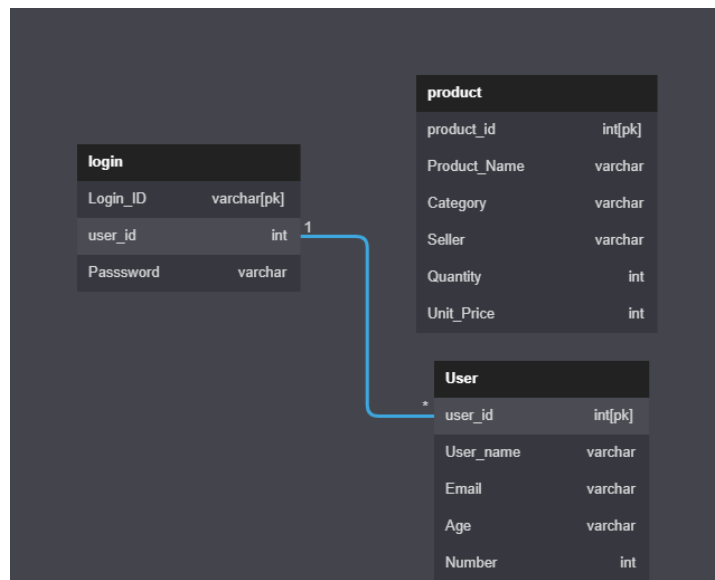 product
product_id int[pk]
Product_Name varchar
Category varchar
Seller varchar
Quantity int
Unit_Price int
login
Login_ID varchar[pk]
user_id int 1
Passsword varchar
User
* user_id int[pk]
User_name varchar
Email varchar
Age varchar
Number int